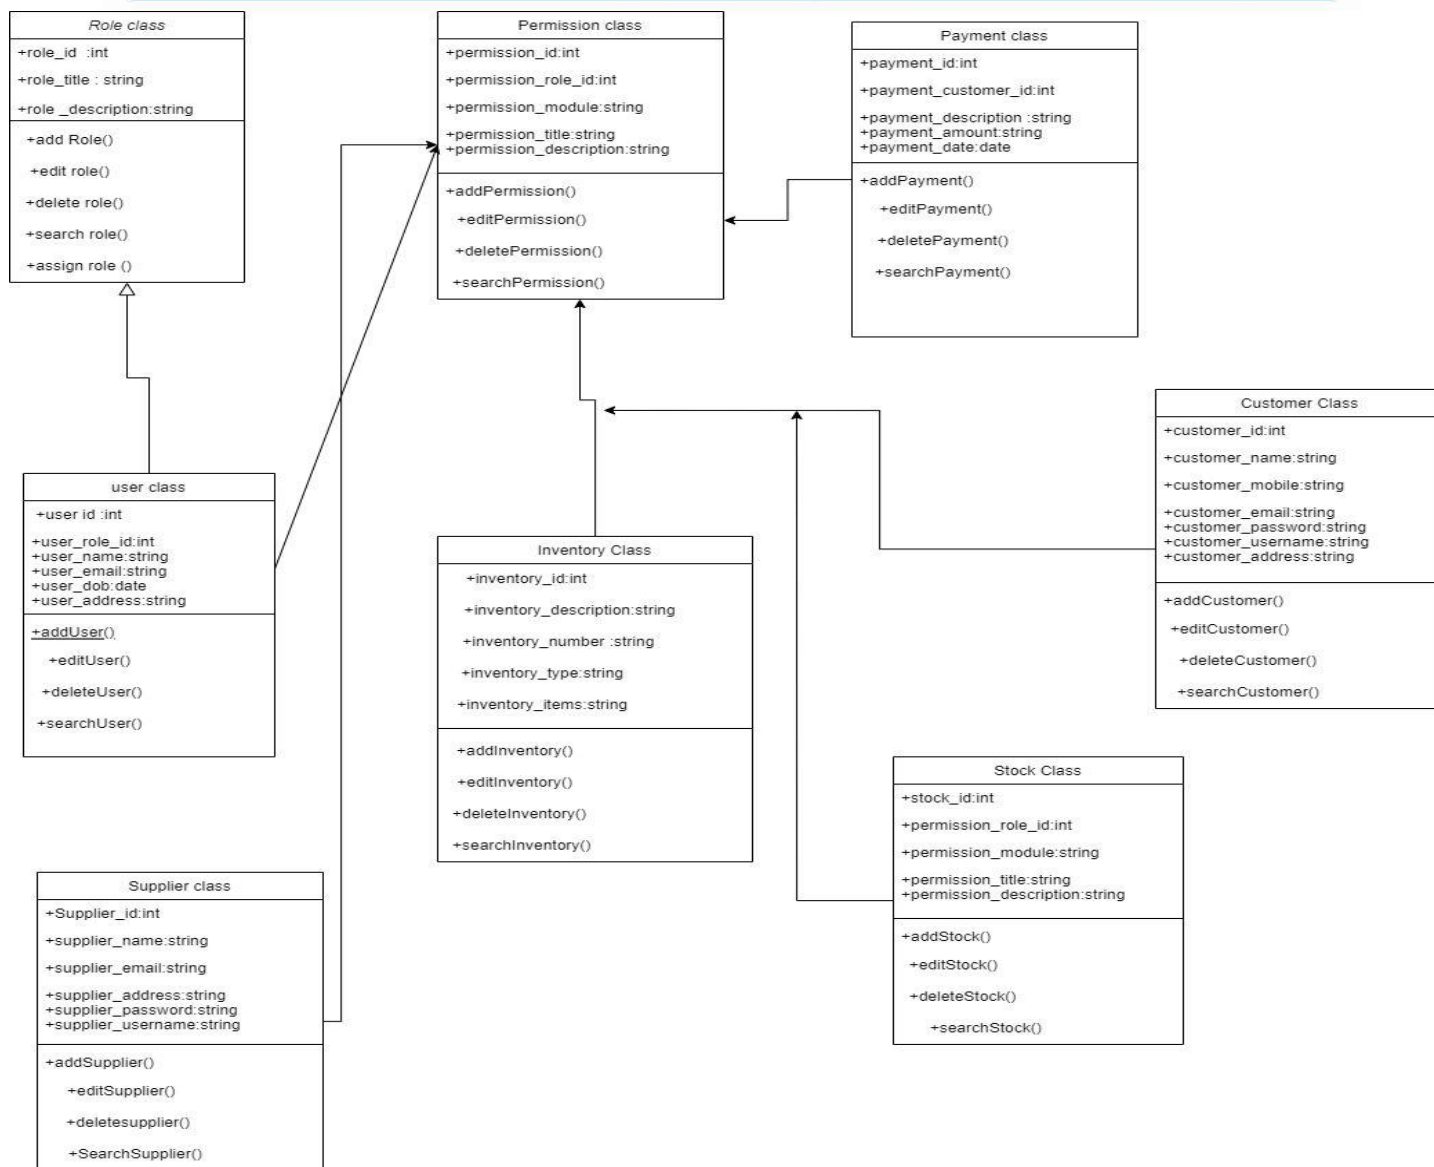 Role class
+role_id  :int
+role_title : string
+role _description:string
+add Role()
+edit role()
+delete role()
+search role()
+assign role ()
Permission class
+permission_id:int
+permission_role_id:int
+permission_module:string
+permission_title:string
+permission_description:string
+addPermission()
+editPermission()
+deletePermission()
+searchPermission()
Payment class
+payment_id:int
+payment_customer_id:int
+payment_description :string
+payment_amount:string
+payment_date:date
+addPayment()
+editPayment()
+deletePayment()
+searchPayment()
Customer Class
+customer_id:int
+customer_name:string
+customer_mobile:string
+customer_email:string
+customer_password:string
+customer_username:string
+customer_address:string
+addCustomer()
+editCustomer()
+deleteCustomer()
+searchCustomer()
user class
+user id :int
+user_role_id:int
+user_name:string
+user_email:string
+user_dob:date
+user_address:string
+addUser()
+editUser()
+deleteUser()
+searchUser()
Inventory Class
+inventory_id:int
+inventory_description:string
+inventory_number :string
+inventory_type:string
+inventory_items:string
+addInventory()
+editInventory()
+deleteInventory()
+searchInventory()
Stock Class
+stock_id:int
+permission_role_id:int
+permission_module:string
+permission_title:string
+permission_description:string
+addStock()
+editStock()
+deleteStock()
+searchStock()
Supplier class
+Supplier_id:int
+supplier_name:string
+supplier_email:string
+supplier_address:string
+supplier_password:string
+supplier_username:string
+addSupplier()
+editSupplier()
+deletesupplier()
+SearchSupplier()